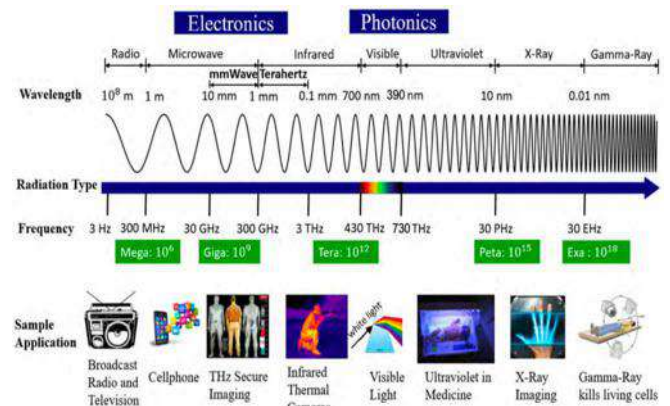 Electronics Photonics
Radio Microwave Infrared Visible Ultraviolet X-Ray Gamma-Ray
mmWave Terahertz
Wavelength 10⁸ m 1 m 10 mm 1 mm 0.1 mm 700 nm 390 nm 10 nm 0.01 nm
Radiation Type
Frequency 3 Hz 300 MHz 30 GHz 300 GHz 3 THz 430 THz 730 THz 30 PHz 30 EHz
Mega: 10⁶ Giga: 10⁹ Tera: 10¹² Peta: 10¹⁵ Exa : 10¹⁸
white light
Sample
Application
Broadcast
Radio and
Television
Cellphone
THz Secure
Imaging
Infrared
Thermal
Visible
Light
Ultraviolet in
Medicine
X-Ray
Imaging
Gamma-Ray
kills living cells